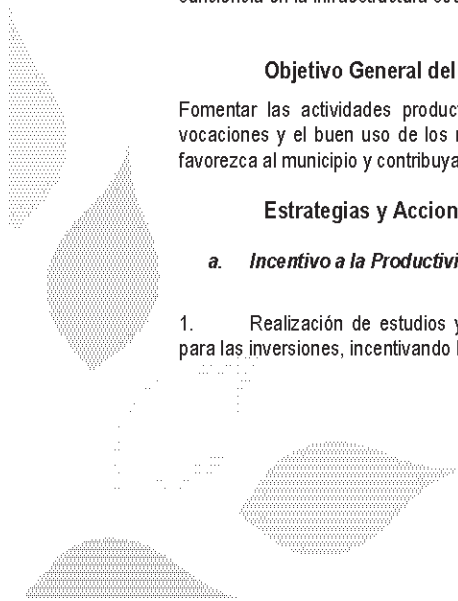 Objetivo General del
Fomentar las actividades produc
vocaciones y el buen uso de los
favorezca al municipio y contribuya
Estrategias y Accion
a. Incentivo a la Productivi
1. Realización de estudios y
para las inversiones, incentivando